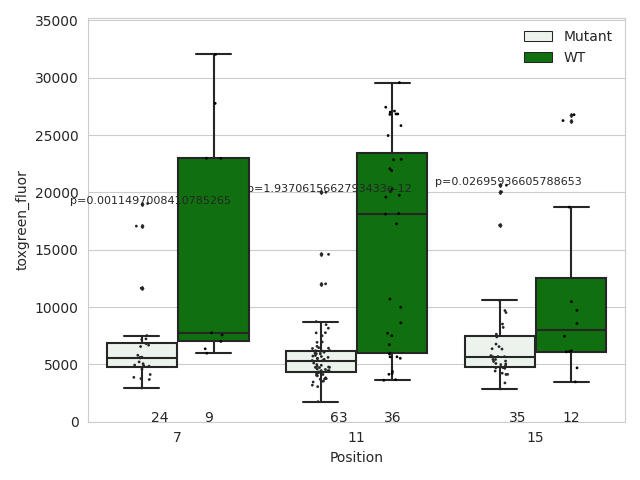 35000
30000
25000
20000
15000
10000
5000
0
toxgreen_fluor
Mutant
WT
p=0.0011497008410785265
p=1.9370615662793433e-12
p=0.02695936605788653
24 9 63 36 35 12
7 11 15
Position